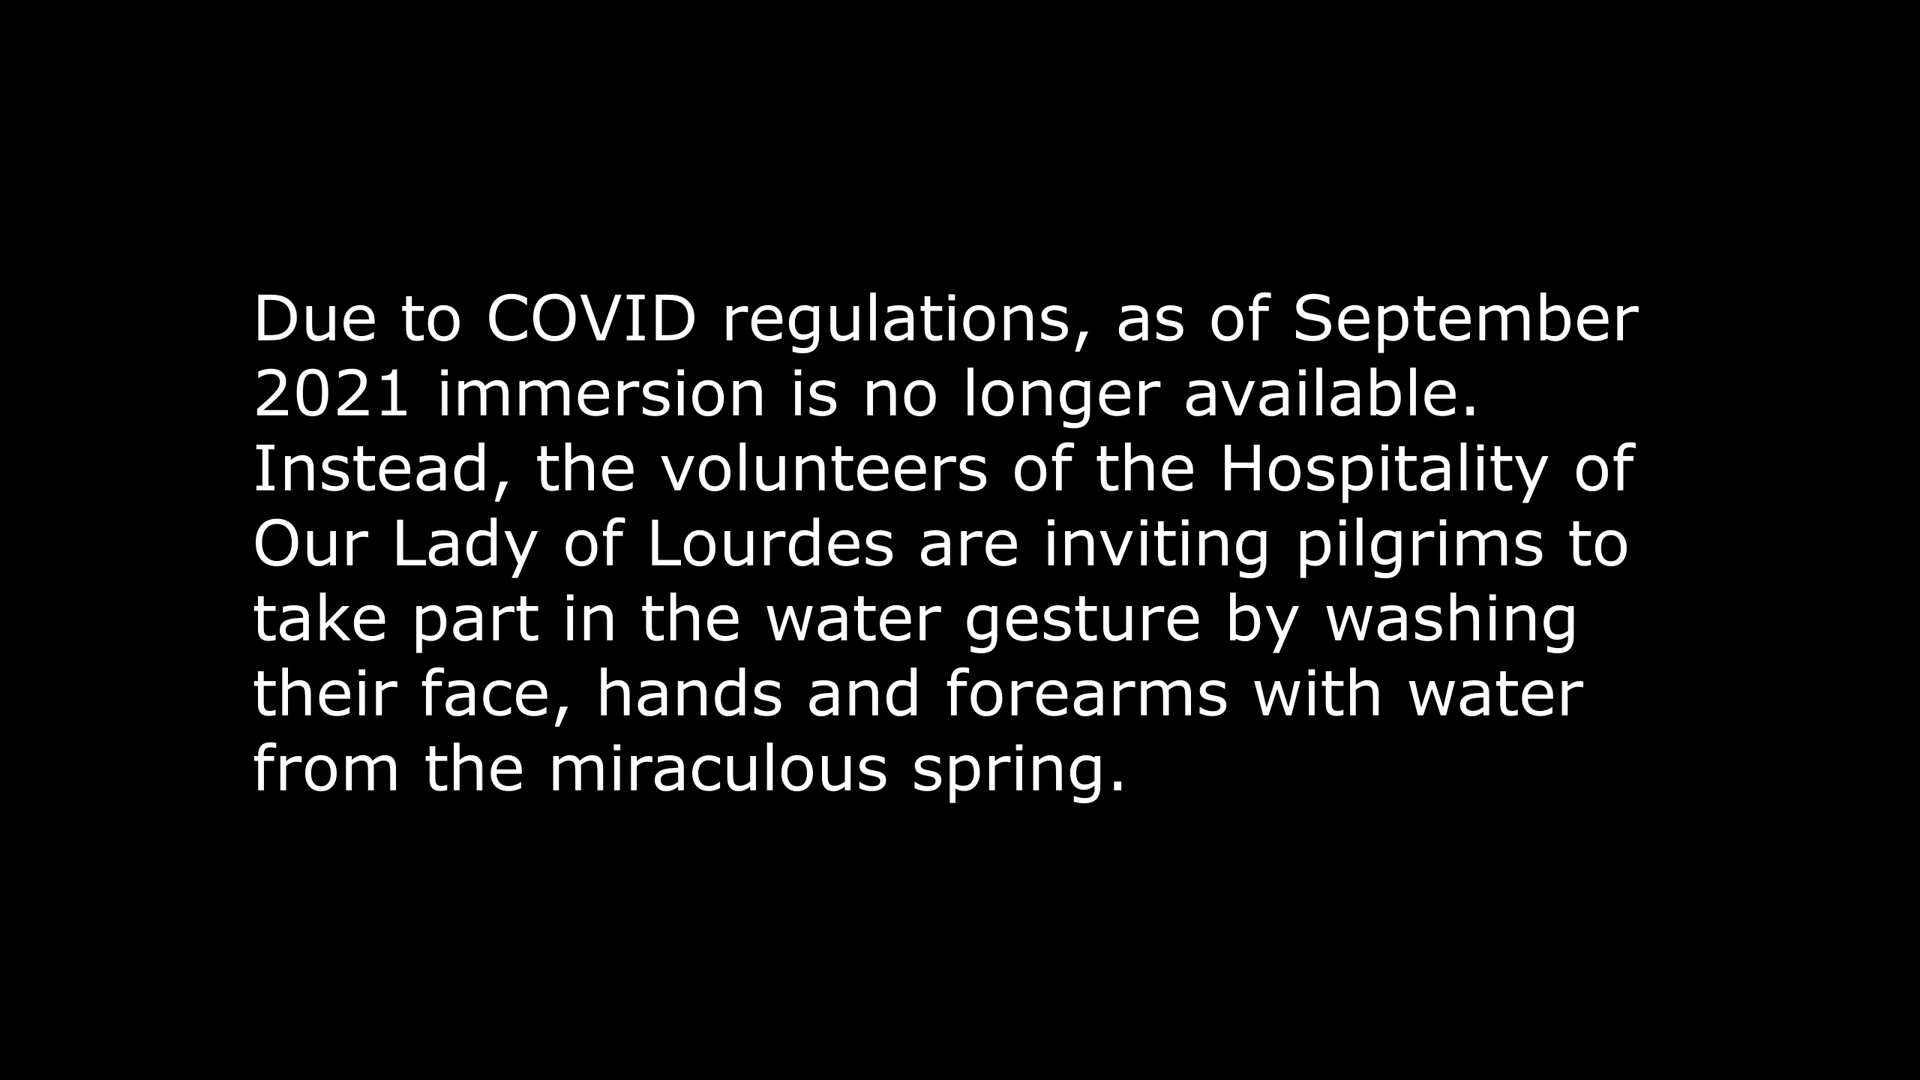 Due to COVID regulations, as of September
2021 immersion is no longer available.
Instead, the volunteers of the Hospitality of
Our Lady of Lourdes are inviting pilgrims to
take part in the water gesture by washing
their face, hands and forearms with water
from the miraculous spring.